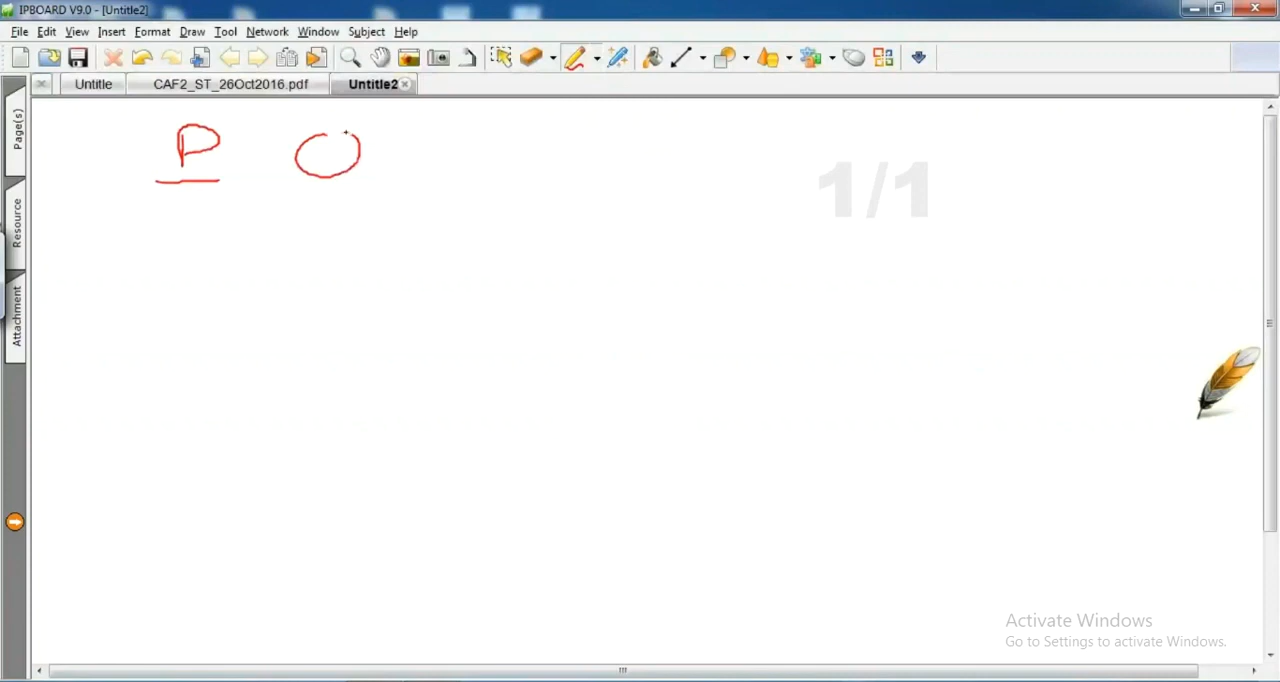 IPBOARD V9.0 - [Untitle2]
File Edit View Insert Format Draw Tool Network Window Subject Help
Untitle CAF2_ST_26Oct2016.pdf Untitle2
Page(s)
Resource
Attachment
P O
1/1
Activate Windows
Go to Settings to activate Windows.